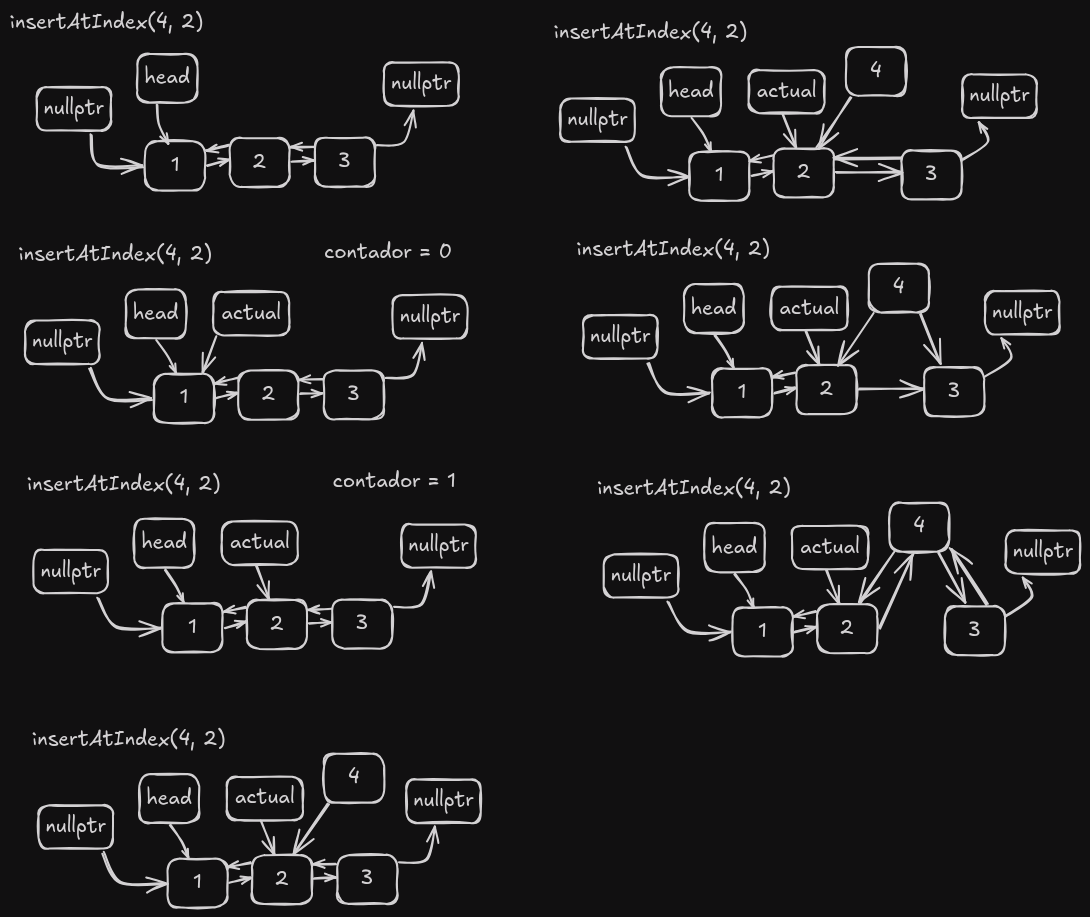 insertAtIndex(4, 2)
head
nullptr
nullptr
1
2
3
insertAtIndex(4, 2) contador = 0
head
actual
nullptr
nullptr
1
2
3
insertAtIndex(4, 2) contador = 1
head
actual
nullptr
nullptr
1
2
3
insertAtIndex(4, 2)
4
head
actual
nullptr
nullptr
1
2
3
insertAtIndex(4, 2)
4
head
actual
nullptr
nullptr
1
2
3
insertAtIndex(4, 2)
4
head
actual
nullptr
nullptr
1
2
3
insertAtIndex(4, 2)
4
head
actual
nullptr
nullptr
1
2
3